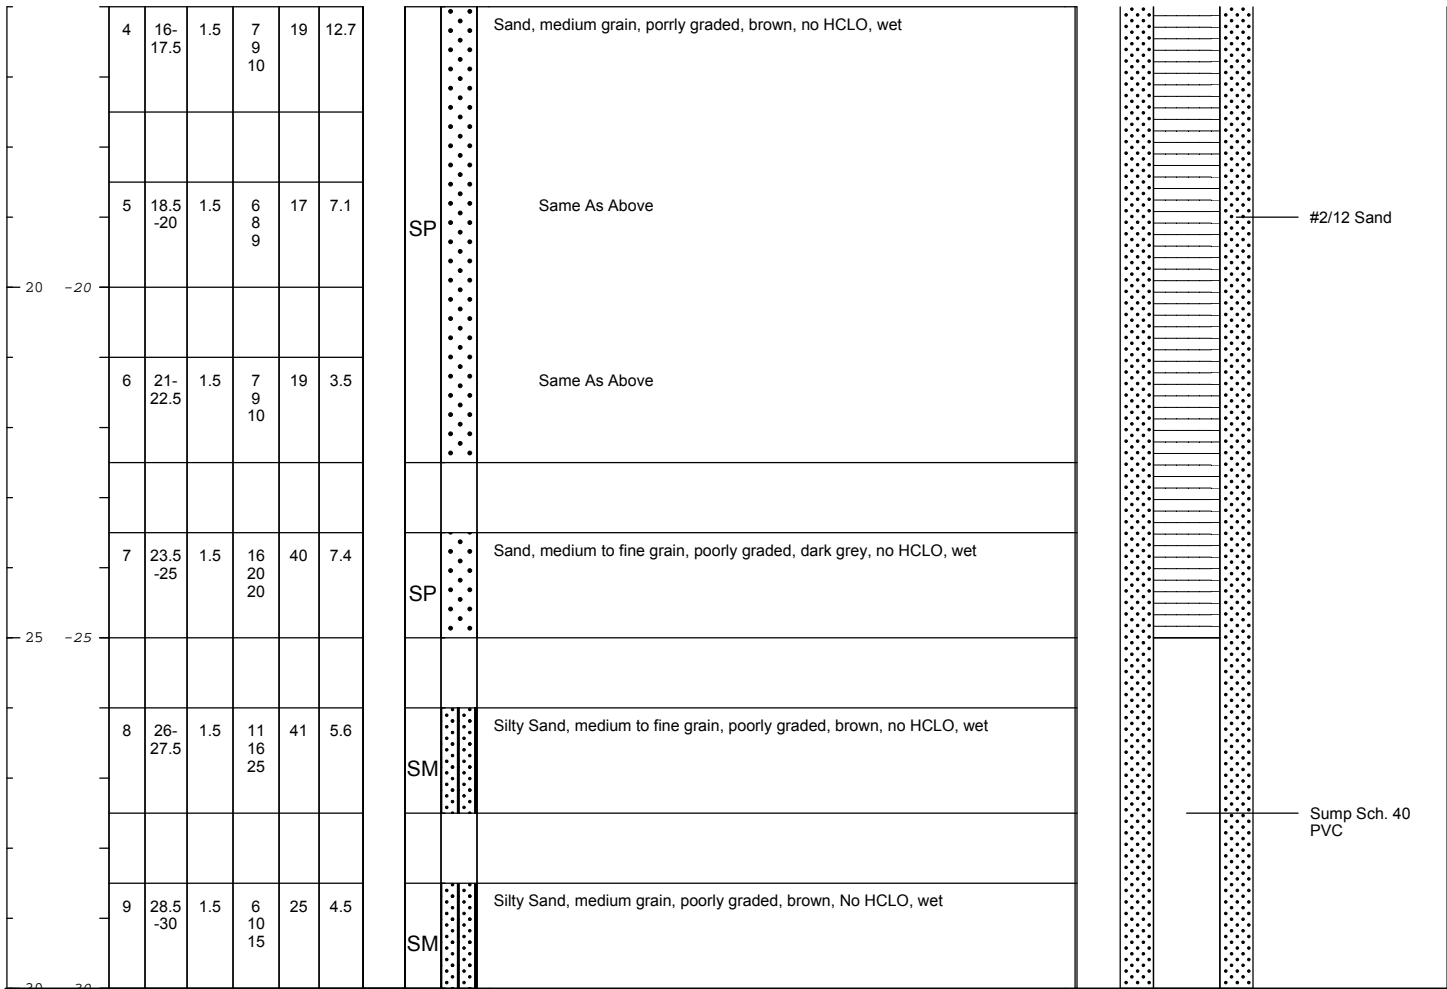 4 16- 1.5 7 19 12.7 Sand, medium grain, porrly graded, brown, no HCLO, wet
17.5 9
10
5 18.5 1.5 6 17 7.1 Same As Above
-20 8
9
SP
#2/12 Sand
20 -20
6 21- 1.5 7 19 3.5 Same As Above
22.5 9
10
7 23.5 1.5 16 40 7.4 Sand, medium to fine grain, poorly graded, dark grey, no HCLO, wet
-25 20
20
SP
25 -25
8 26- 1.5 11 41 5.6 Silty Sand, medium to fine grain, poorly graded, brown, no HCLO, wet
27.5 16
25
SM
Sump Sch. 40
PVC
9 28.5 1.5 6 25 4.5 Silty Sand, medium grain, poorly graded, brown, No HCLO, wet
-30 10
15
SM
30 -30